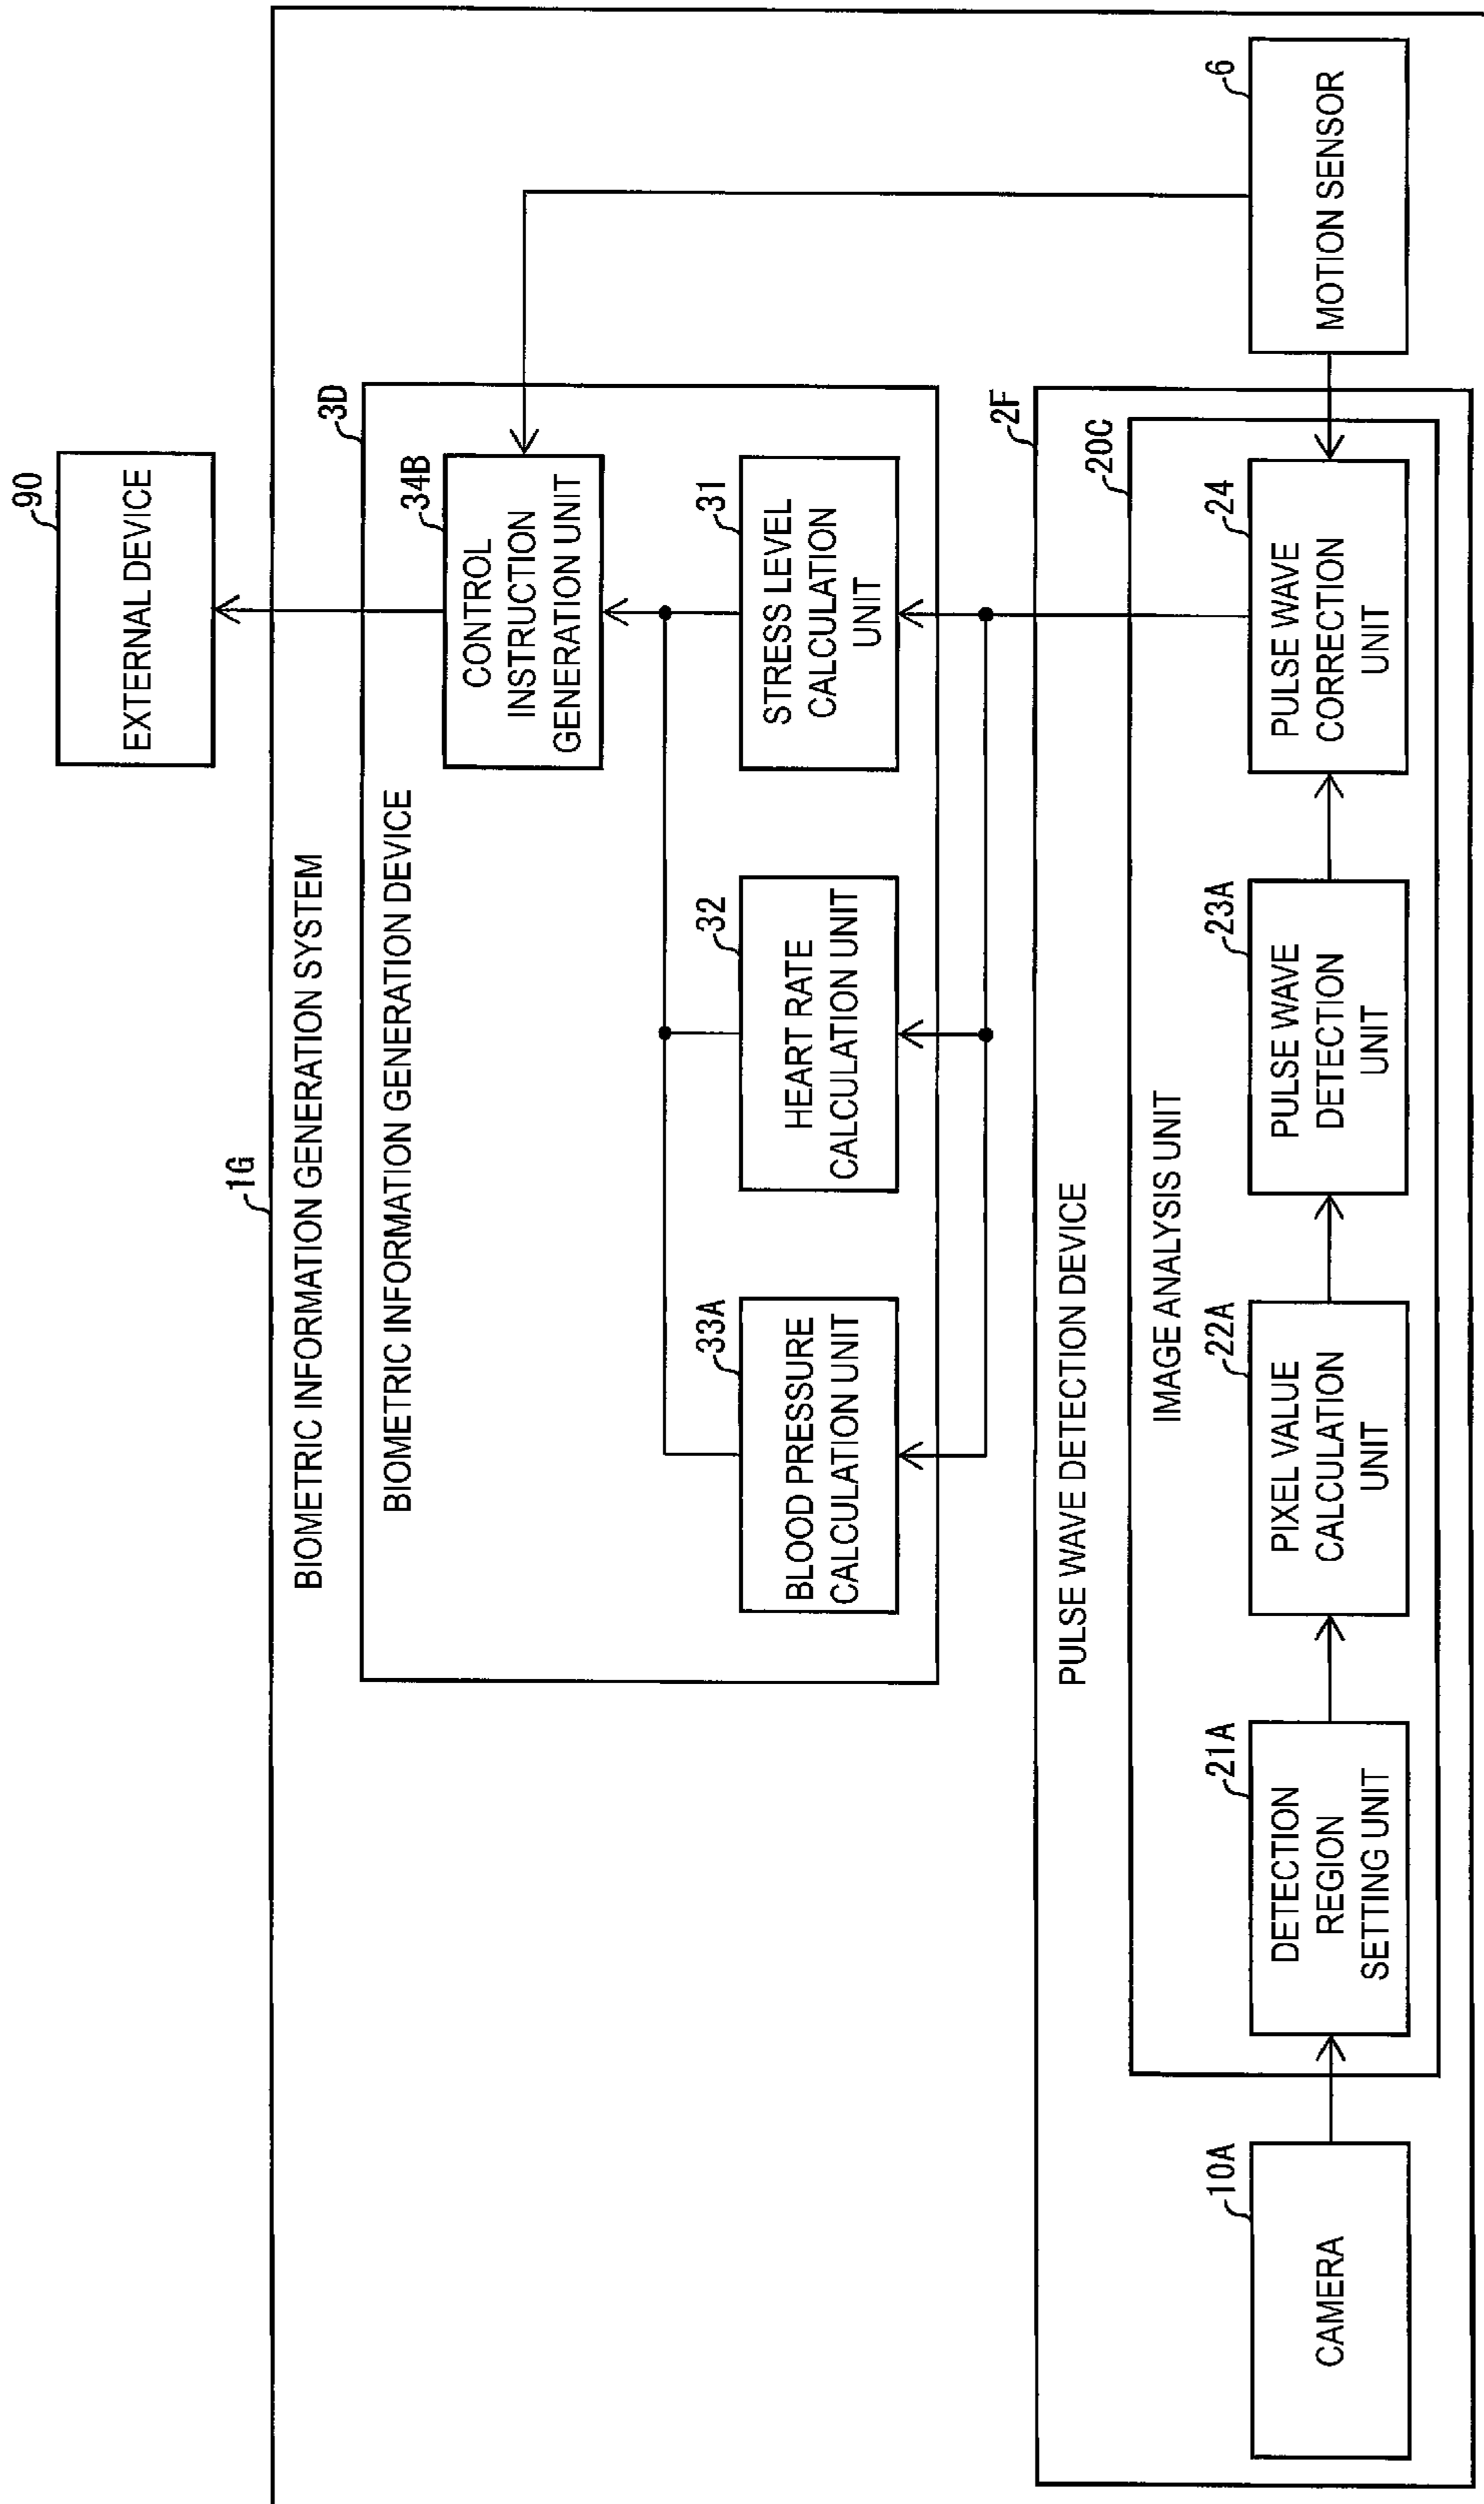 90
EXTERNAL DEVICE
1G
BIOMETRIC INFORMATION GENERATION SYSTEM
3D
BIOMETRIC INFORMATION GENERATION DEVICE
34B
CONTROL
INSTRUCTION
GENERATION UNIT
33A
BLOOD PRESSURE
CALCULATION UNIT
32
HEART RATE
CALCULATION UNIT
31
STRESS LEVEL
CALCULATION
UNIT
2F
PULSE WAVE DETECTION DEVICE
20C
IMAGE ANALYSIS UNIT
10A
CAMERA
21A
DETECTION
REGION
SETTING UNIT
22A
PIXEL VALUE
CALCULATION
UNIT
23A
PULSE WAVE
DETECTION
UNIT
24
PULSE WAVE
CORRECTION
UNIT
6
MOTION SENSOR